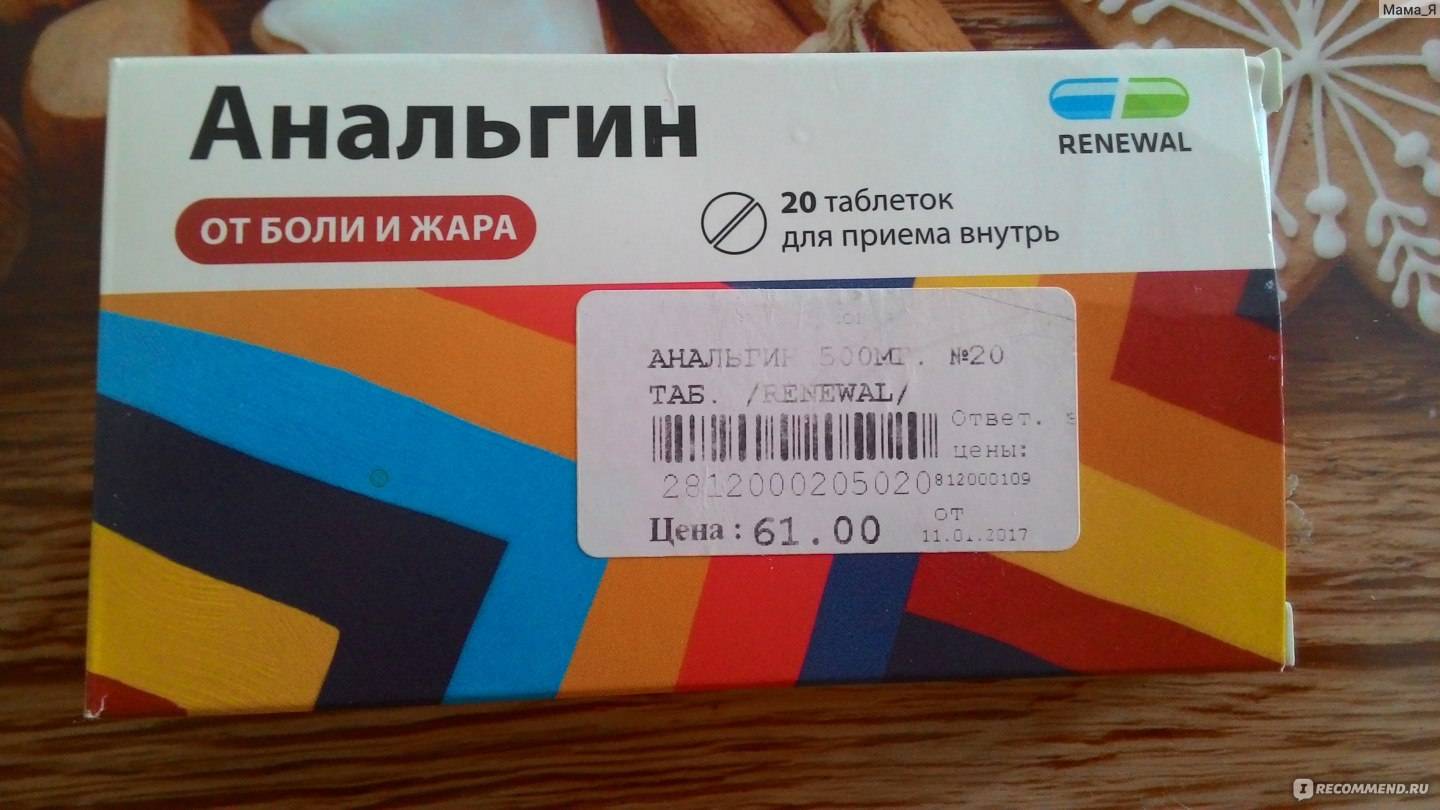 Мама_Я
Анальгин
RENEWAL
ОТ БОЛИ И ЖАРА
20 таблеток
для приема внутрь
АНАЛЬГИН 500МГ. №20
ТАБ. /RENEWAL/
Ответ. з
цены:
2812000205020
812000109
Цена : 61.00
от
11.01.2017
IRECOMMEND.RU